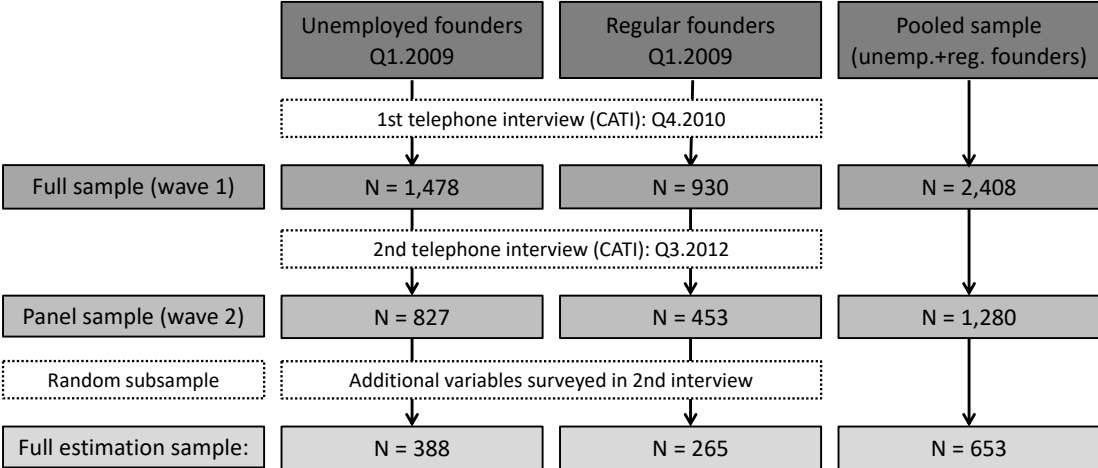 Unemployed founders
Q1.2009
Regular founders
Q1.2009
Pooled sample
(unemp.+reg. founders)
1st telephone interview (CATI): Q4.2010
Full sample (wave 1)
N = 1,478
N = 930
N = 2,408
2nd telephone interview (CATI): Q3.2012
Panel sample (wave 2)
N = 827
N = 453
N = 1,280
Random subsample
Additional variables surveyed in 2nd interview
Full estimation sample:
N = 388
N = 265
N = 653